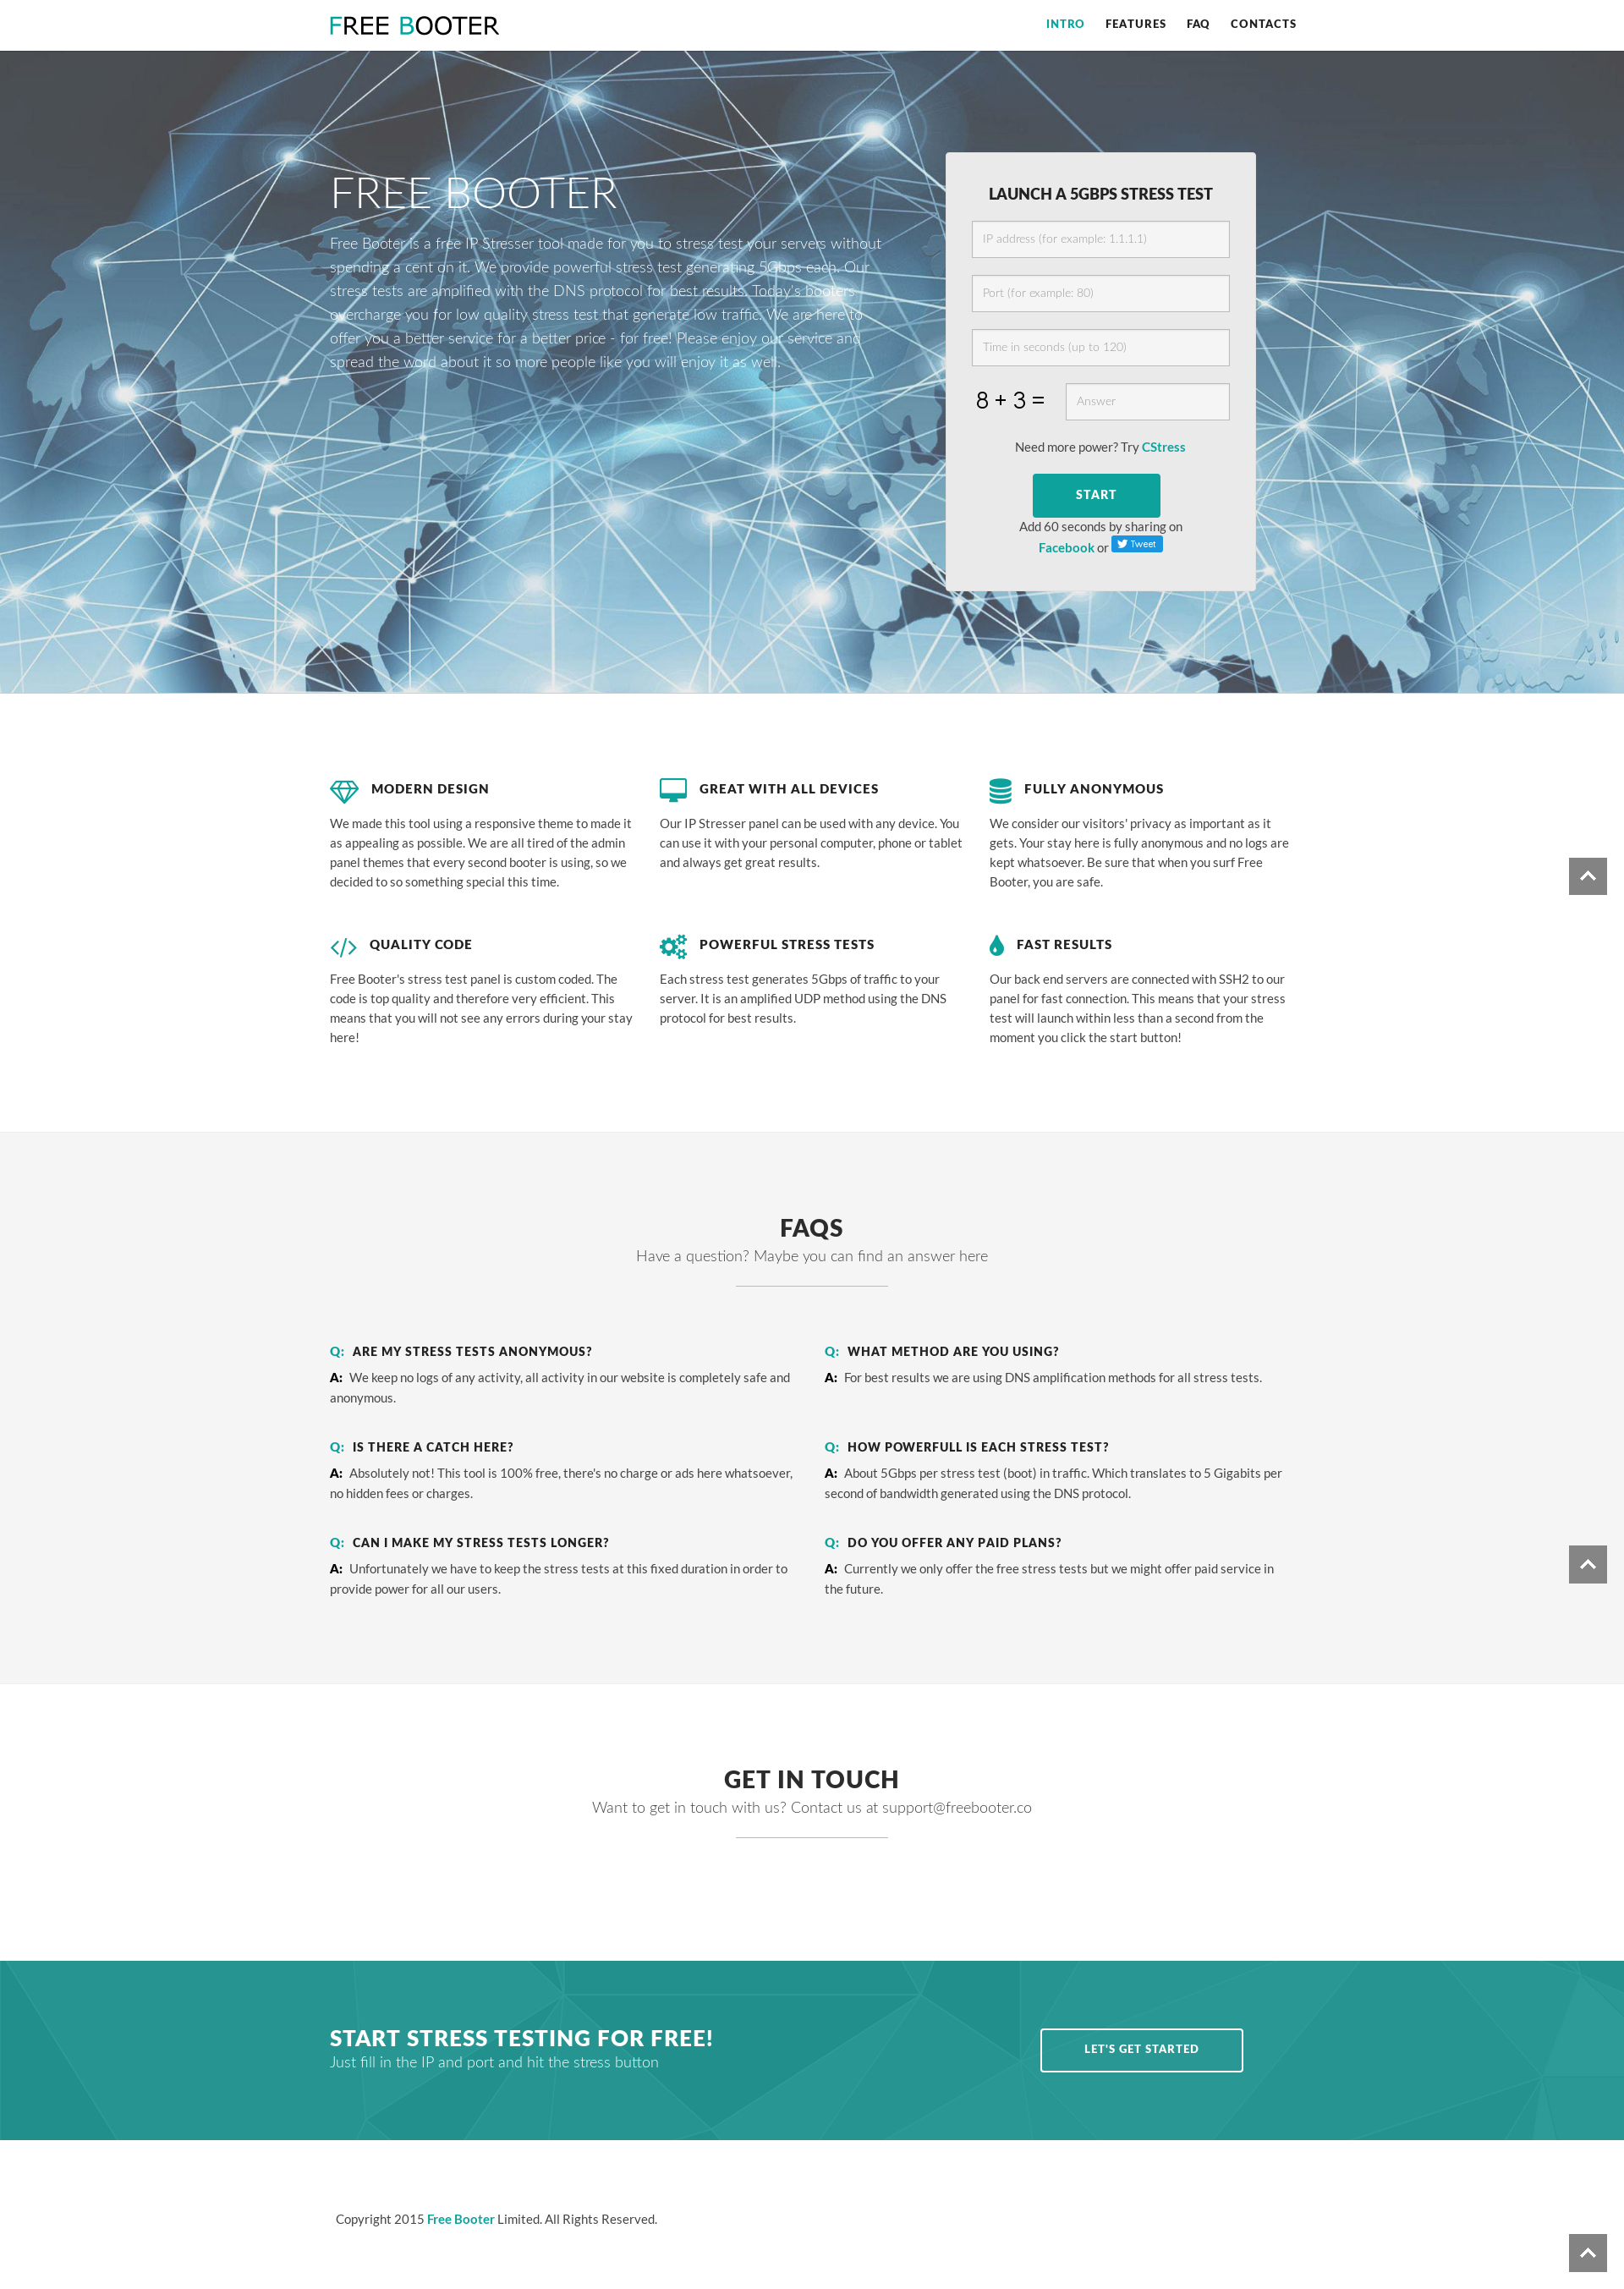 FREE BOOTER
INTRO FEATURES FAQ CONTACTS
FREE BOOTER
Free Booter is a free IP Stresser tool made for you to stress test your servers without
spending a cent on it. We provide powerful stress test generating 5Gbps each. Our
stress tests are amplified with the DNS protocol for best results. Today's booters
overcharge you for low quality stress test that generate low traffic. We are here to
offer you a better service for a better price - for free! Please enjoy our service and
spread the word about it so more people like you will enjoy it as well.
LAUNCH A 5GBPS STRESS TEST
IP address (for example: 1.1.1.1)
Port (for example: 80)
Time in seconds (up to 120)
8 + 3 = Answer
Need more power? Try CStress
START
Add 60 seconds by sharing on
Facebook or Tweet
MODERN DESIGN
We made this tool using a responsive theme to made it
as appealing as possible. We are all tired of the admin
panel themes that every second booter is using, so we
decided to so something special this time.
GREAT WITH ALL DEVICES
Our IP Stresser panel can be used with any device. You
can use it with your personal computer, phone or tablet
and always get great results.
FULLY ANONYMOUS
We consider our visitors' privacy as important as it
gets. Your stay here is fully anonymous and no logs are
kept whatsoever. Be sure that when you surf Free
Booter, you are safe.
QUALITY CODE
Free Booter's stress test panel is custom coded. The
code is top quality and therefore very efficient. This
means that you will not see any errors during your stay
here!
POWERFUL STRESS TESTS
Each stress test generates 5Gbps of traffic to your
server. It is an amplified UDP method using the DNS
protocol for best results.
FAST RESULTS
Our back end servers are connected with SSH2 to our
panel for fast connection. This means that your stress
test will launch within less than a second from the
moment you click the start button!
FAQS
Have a question? Maybe you can find an answer here
Q: ARE MY STRESS TESTS ANONYMOUS?
A: We keep no logs of any activity, all activity in our website is completely safe and
anonymous.
Q: WHAT METHOD ARE YOU USING?
A: For best results we are using DNS amplification methods for all stress tests.
Q: IS THERE A CATCH HERE?
A: Absolutely not! This tool is 100% free, there's no charge or ads here whatsoever,
no hidden fees or charges.
Q: HOW POWERFULL IS EACH STRESS TEST?
A: About 5Gbps per stress test (boot) in traffic. Which translates to 5 Gigabits per
second of bandwidth generated using the DNS protocol.
Q: CAN I MAKE MY STRESS TESTS LONGER?
A: Unfortunately we have to keep the stress tests at this fixed duration in order to
provide power for all our users.
Q: DO YOU OFFER ANY PAID PLANS?
A: Currently we only offer the free stress tests but we might offer paid service in
the future.
GET IN TOUCH
Want to get in touch with us? Contact us at support@freebooter.co
START STRESS TESTING FOR FREE!
Just fill in the IP and port and hit the stress button
LET'S GET STARTED
Copyright 2015 Free Booter Limited. All Rights Reserved.